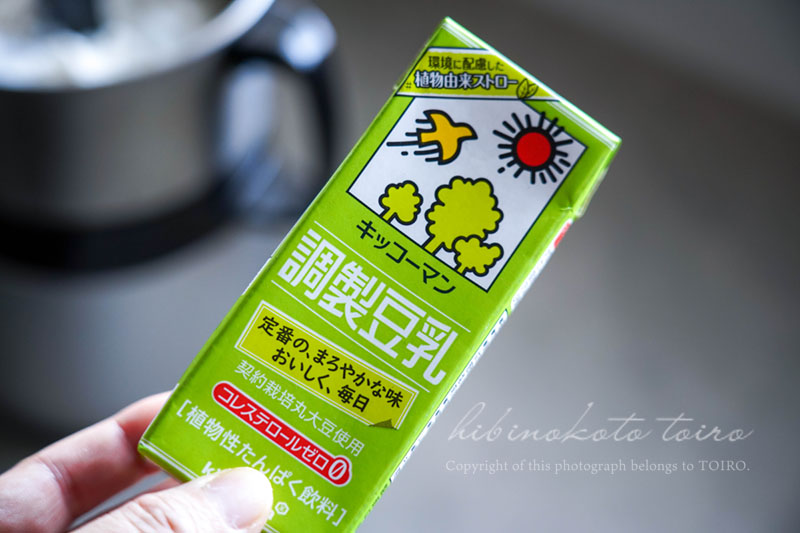 環境に配慮した
植物由来ストロー
キッコーマン
調製豆乳
定番の、まろやかな味
おいしく、毎日
契約栽培丸大豆使用
コレステロールゼロ0
[植物性たんぱく飲料]
hibinokoto toiro
Copyright of this photograph belongs to TOIRO.